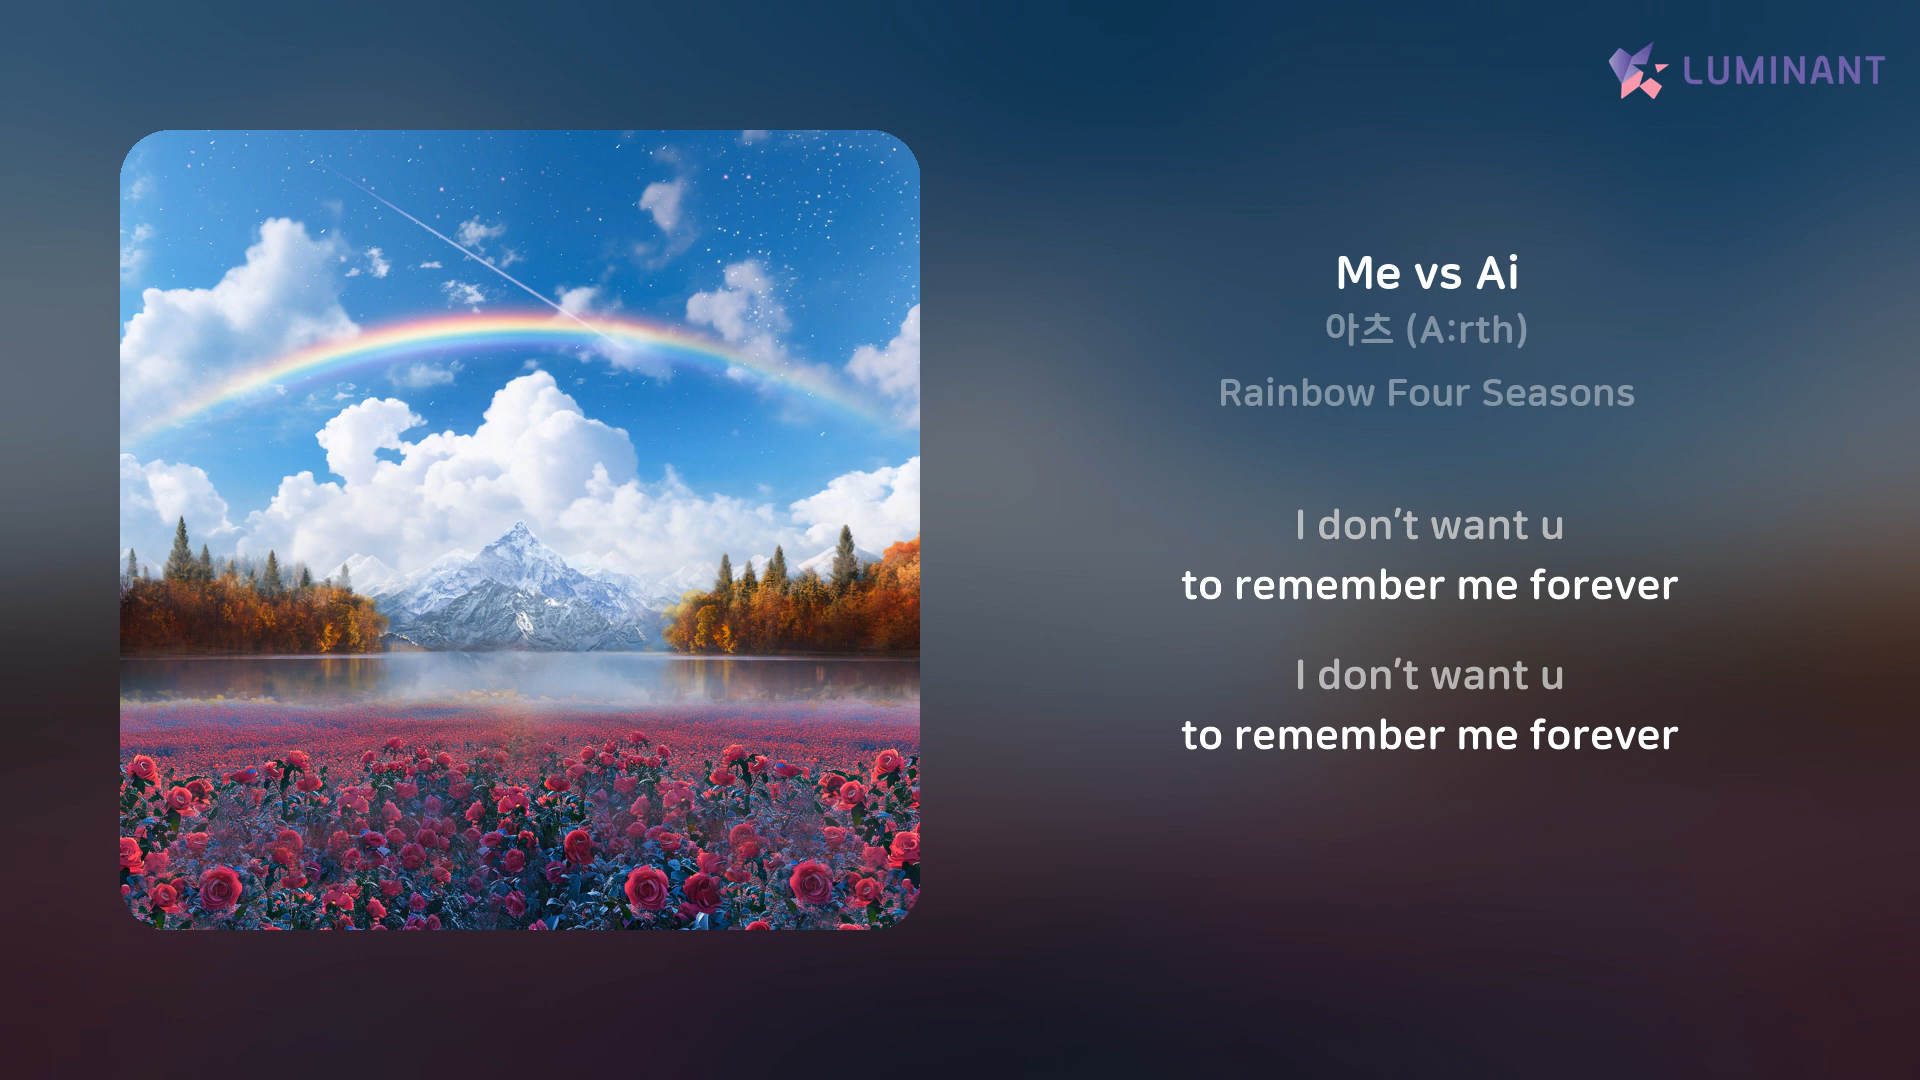 LUMINANT
Me vs Ai
아츠 (A:rth)
Rainbow Four Seasons
I don't want u
to remember me forever
I don't want u
to remember me forever